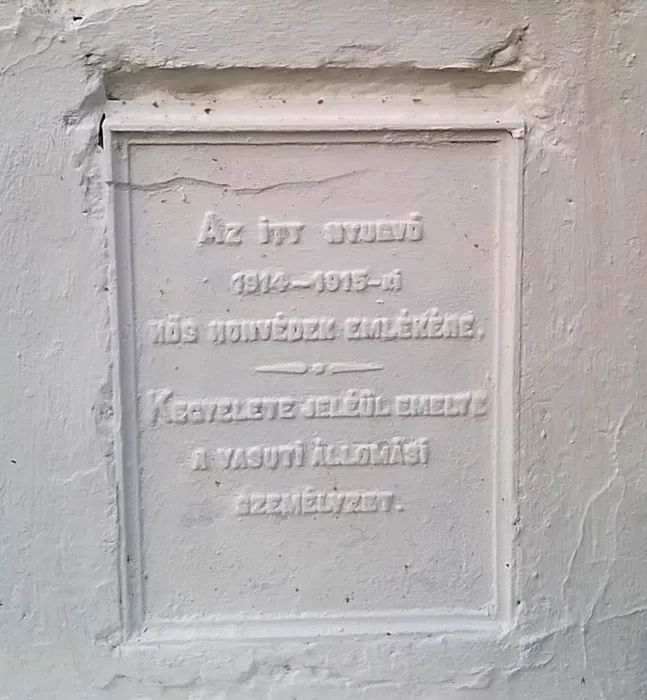 Az itt nyugvó
1914–1915-ki
hős honvédek emlékére.
Kegyelete jeléül emelte
a vasuti állomási
személyzet.